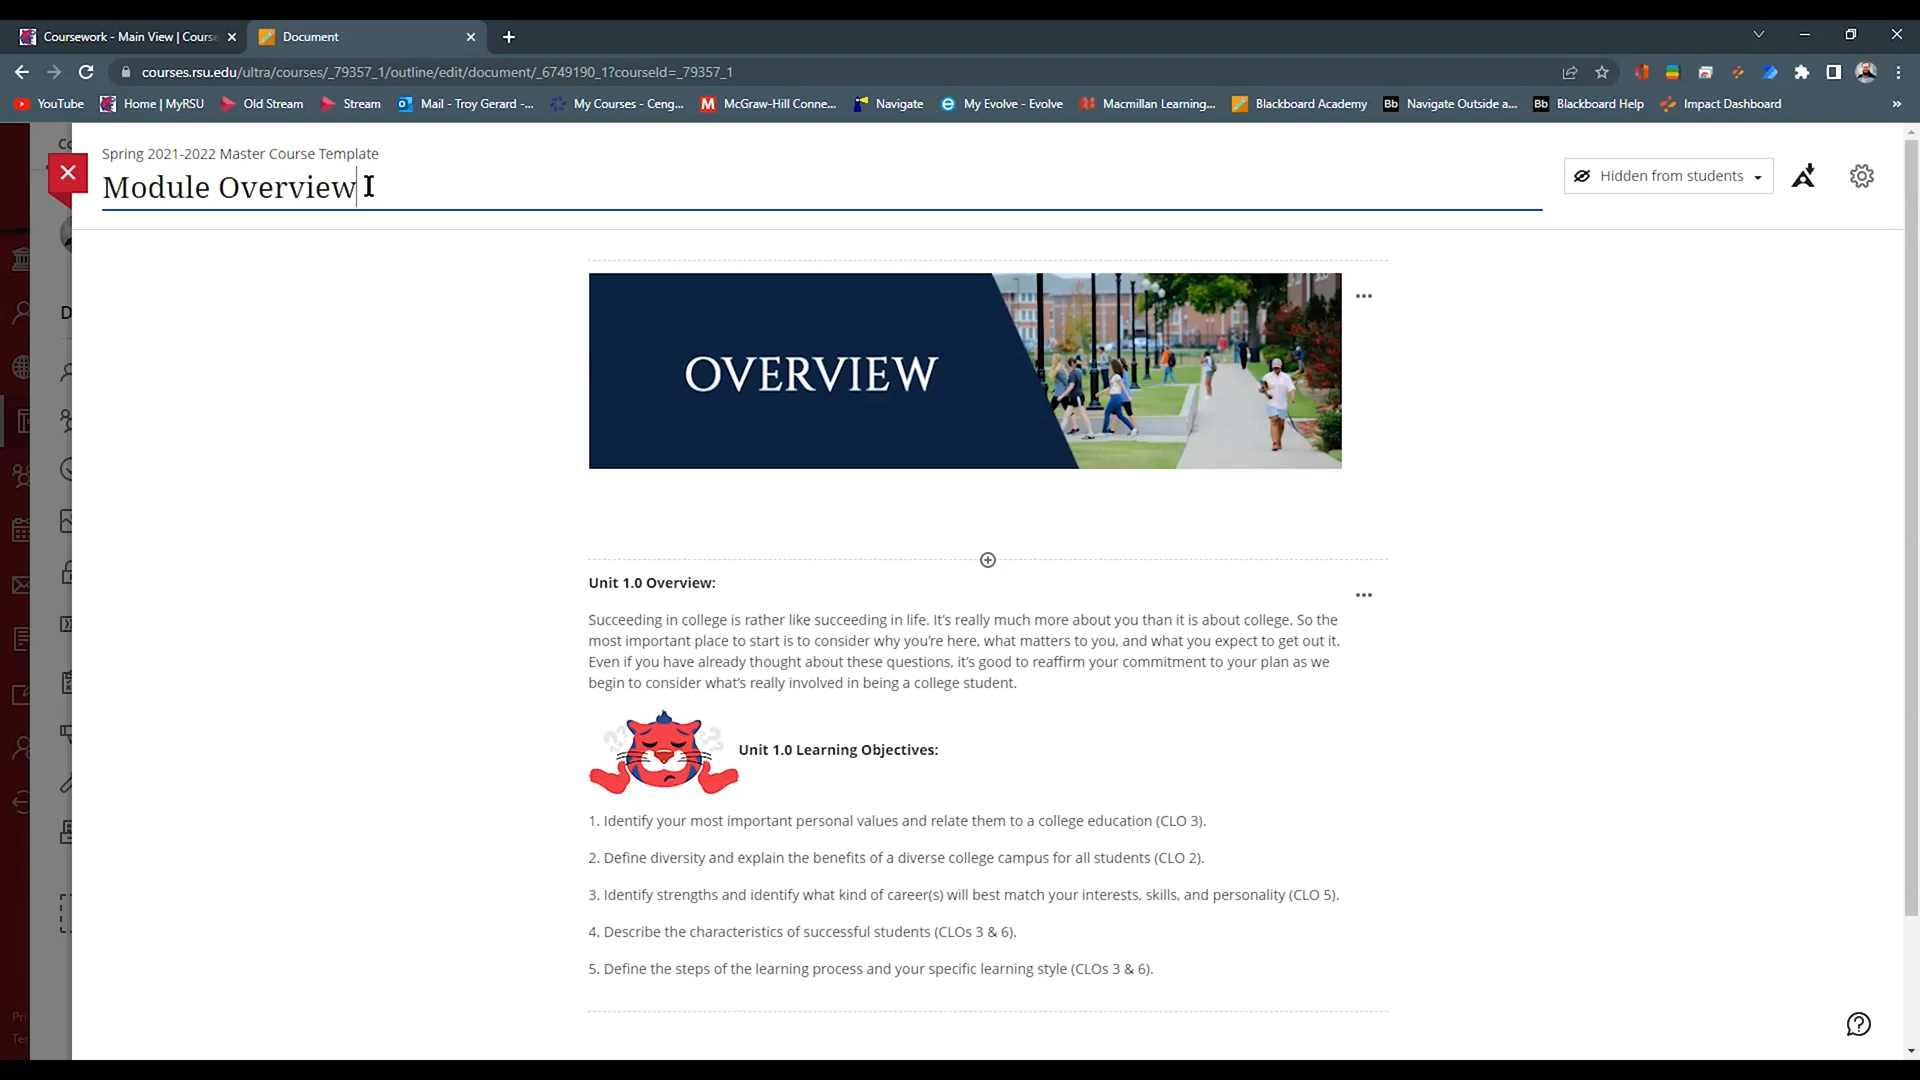 Coursework - Main View | Course
Document
courses.rsu.edu/ultra/courses/_79357_1/outline/edit/document/_6749190_1?courseId=_79357_1
YouTube
Home | MyRSU
Old Stream
Stream
Mail - Troy Gerard -...
My Courses - Ceng...
McGraw-Hill Conne...
Navigate
My Evolve - Evolve
Macmillan Learning...
Blackboard Academy
Bb
Navigate Outside a...
Bb
Blackboard Help
Impact Dashboard
»
Spring 2021-2022 Master Course Template
Module Overview
Hidden from students
OVERVIEW
Unit 1.0 Overview:
Succeeding in college is rather like succeeding in life. It's really much more about you than it is about college. So the
most important place to start is to consider why you're here, what matters to you, and what you expect to get out it.
Even if you have already thought about these questions, it's good to reaffirm your commitment to your plan as we
begin to consider what's really involved in being a college student.
Unit 1.0 Learning Objectives:
1. Identify your most important personal values and relate them to a college education (CLO 3).
2. Define diversity and explain the benefits of a diverse college campus for all students (CLO 2).
3. Identify strengths and identify what kind of career(s) will best match your interests, skills, and personality (CLO 5).
4. Describe the characteristics of successful students (CLOs 3 & 6).
5. Define the steps of the learning process and your specific learning style (CLOs 3 & 6).